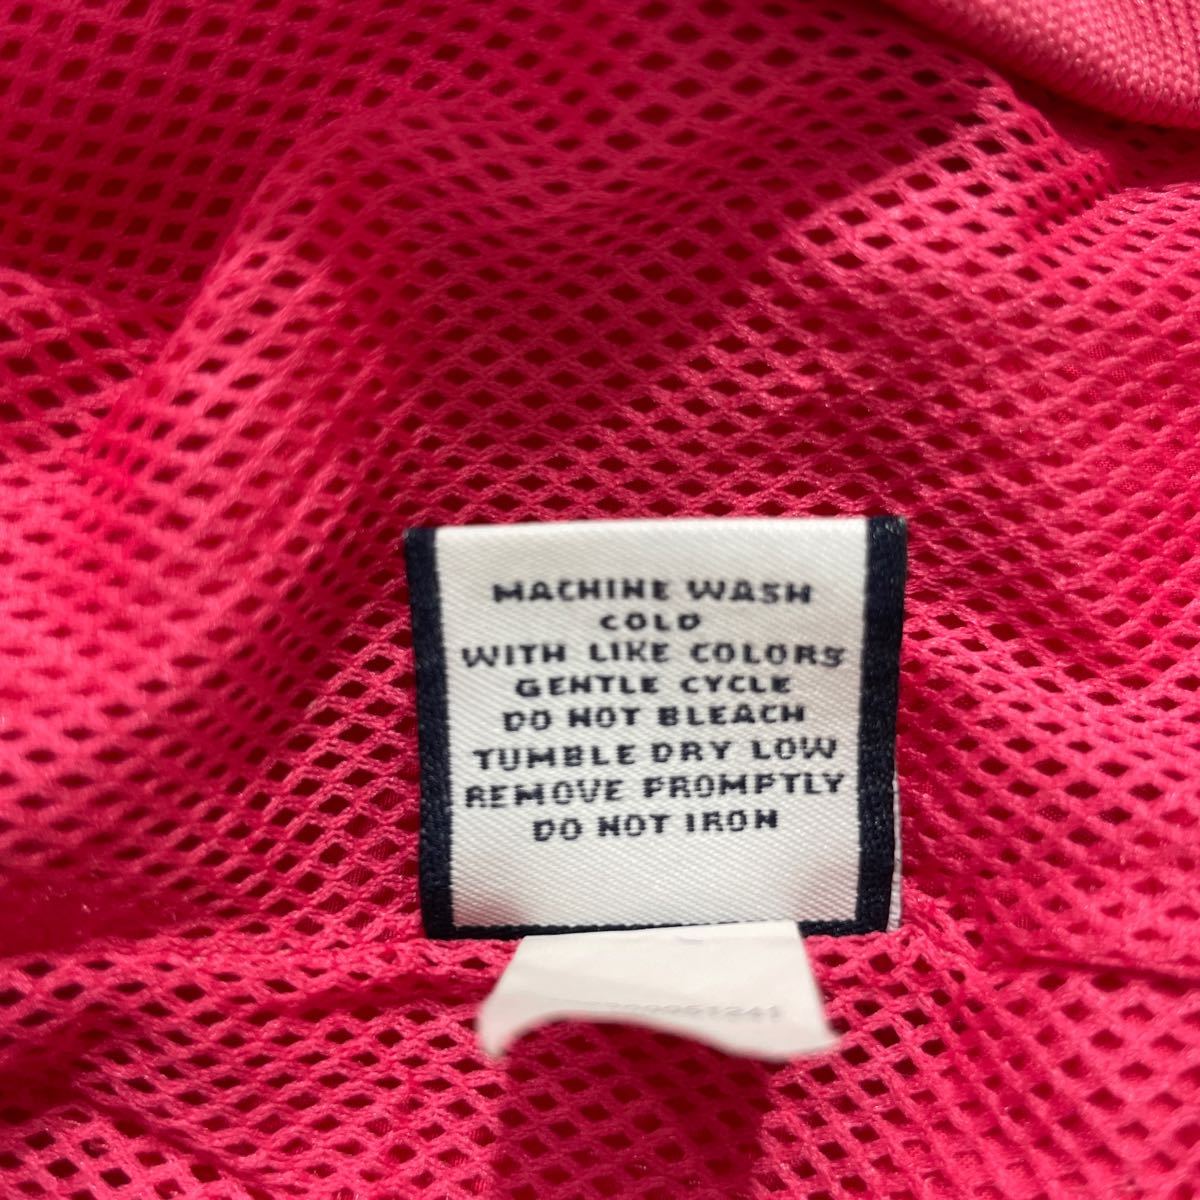 MACHINE WASH
COLD
WITH LIKE COLORS
GENTLE CYCLE
DO NOT BLEACH
TUMBLE DRY LOW
REMOVE PROMPTLY
DO NOT IRON